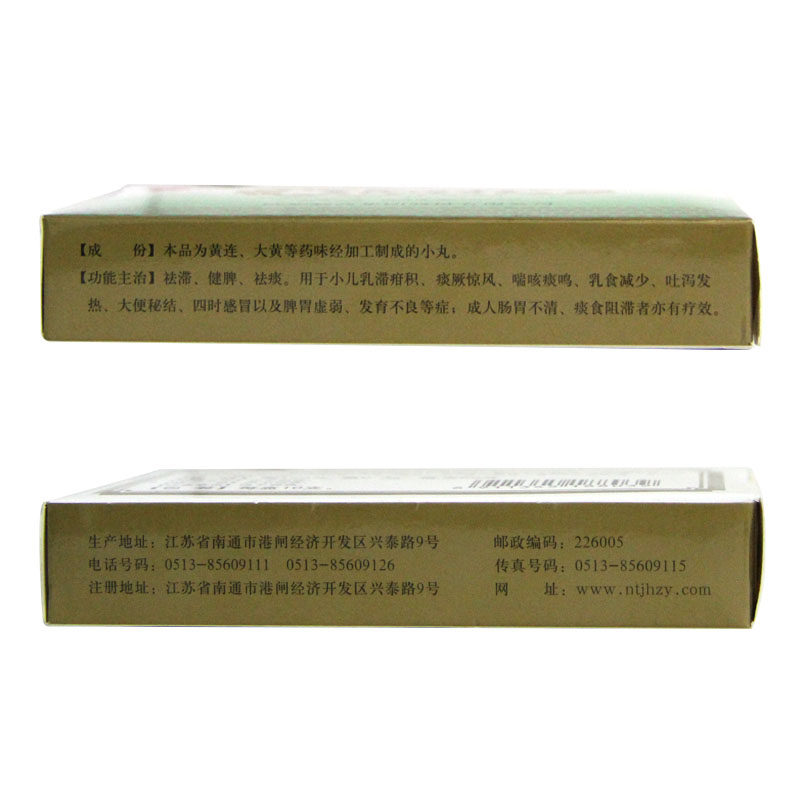 【成　份】本品为黄连、大黄等药味经加工制成的小丸。
【功能主治】祛滞、健脾、祛痰。用于小儿乳滞疳积、痰厥惊风、喘咳痰鸣、乳食减少、吐泻发
热、大便秘结、四时感冒以及脾胃虚弱、发育不良等症；成人肠胃不清、痰食阻滞者亦有疗效。
生产地址：江苏省南通市港闸经济开发区兴泰路9号　邮政编码：226005
电话号码：0513-85609111　0513-85609126　传真号码：0513-85609115
注册地址：江苏省南通市港闸经济开发区兴泰路9号　网　址：www.ntjhzy.com